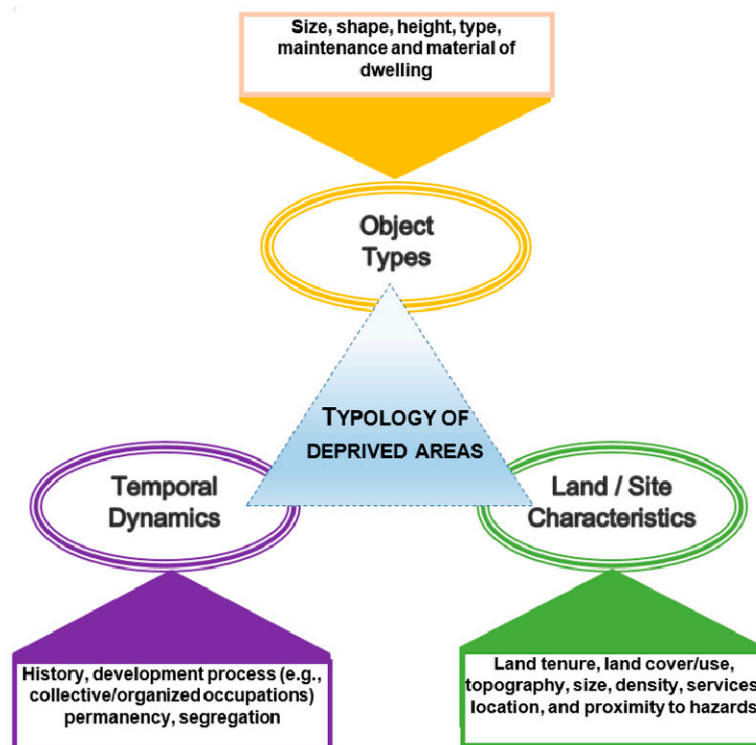 Size, shape, height, type,
maintenance and material of
dwelling
Object
Types
TYPOLOGY OF
DEPRIVED AREAS
Temporal
Dynamics
Land / Site
Characteristics
History, development process (e.g.,
collective/organized occupations)
permanency, segregation
Land tenure, land cover/use,
topography, size, density, services
location, and proximity to hazards